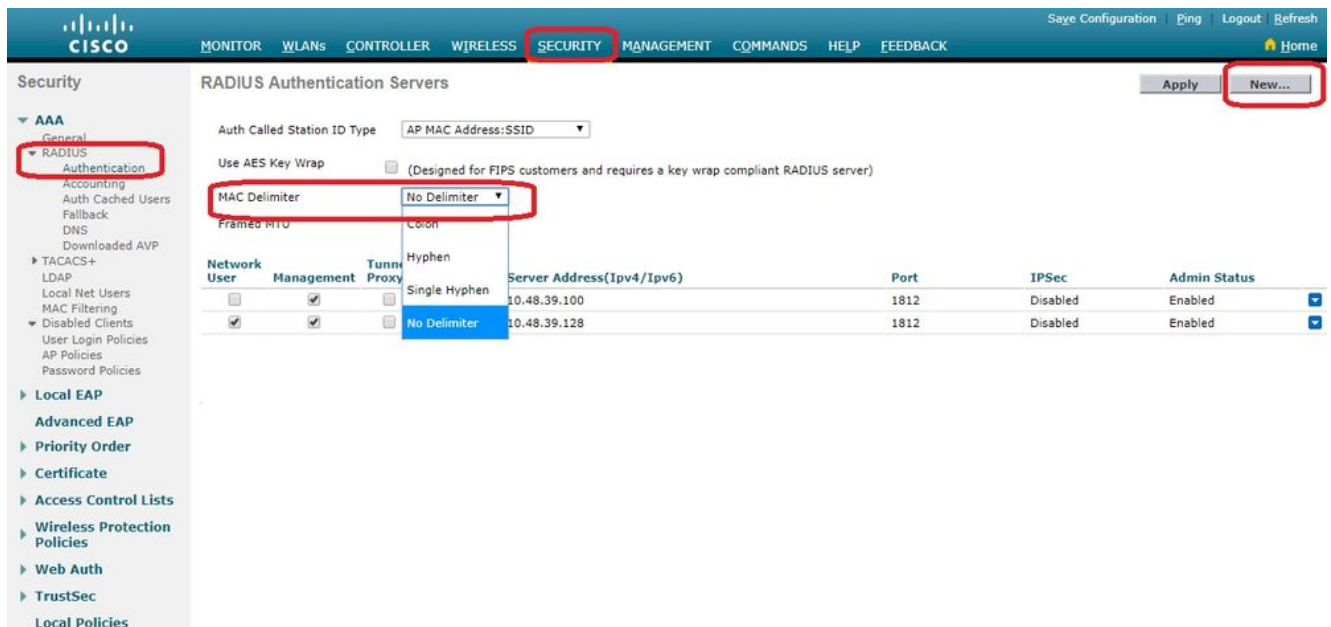 Save Configuration Ping Logout Refresh
CISCO
MONITOR WLANs CONTROLLER WIRELESS SECURITY MANAGEMENT COMMANDS HELP FEEDBACK
Home
Security
AAA
General
RADIUS
Authentication
Accounting
Auth Cached Users
Fallback
DNS
Downloaded AVP
TACACS+
LDAP
Local Net Users
MAC Filtering
Disabled Clients
User Login Policies
AP Policies
Password Policies
Local EAP
Advanced EAP
Priority Order
Certificate
Access Control Lists
Wireless Protection
Policies
Web Auth
TrustSec
Local Policies
RADIUS Authentication Servers
Apply New...
Auth Called Station ID Type AP MAC Address:SSID
Use AES Key Wrap (Designed for FIPS customers and requires a key wrap compliant RADIUS server)
MAC Delimiter No Delimiter
Framed MTU
Colon
Hyphen
Single Hyphen
No Delimiter
Network
User Management Proxy Server Address(Ipv4/Ipv6) Port IPSec Admin Status
10.48.39.100 1812 Disabled Enabled
10.48.39.128 1812 Disabled Enabled